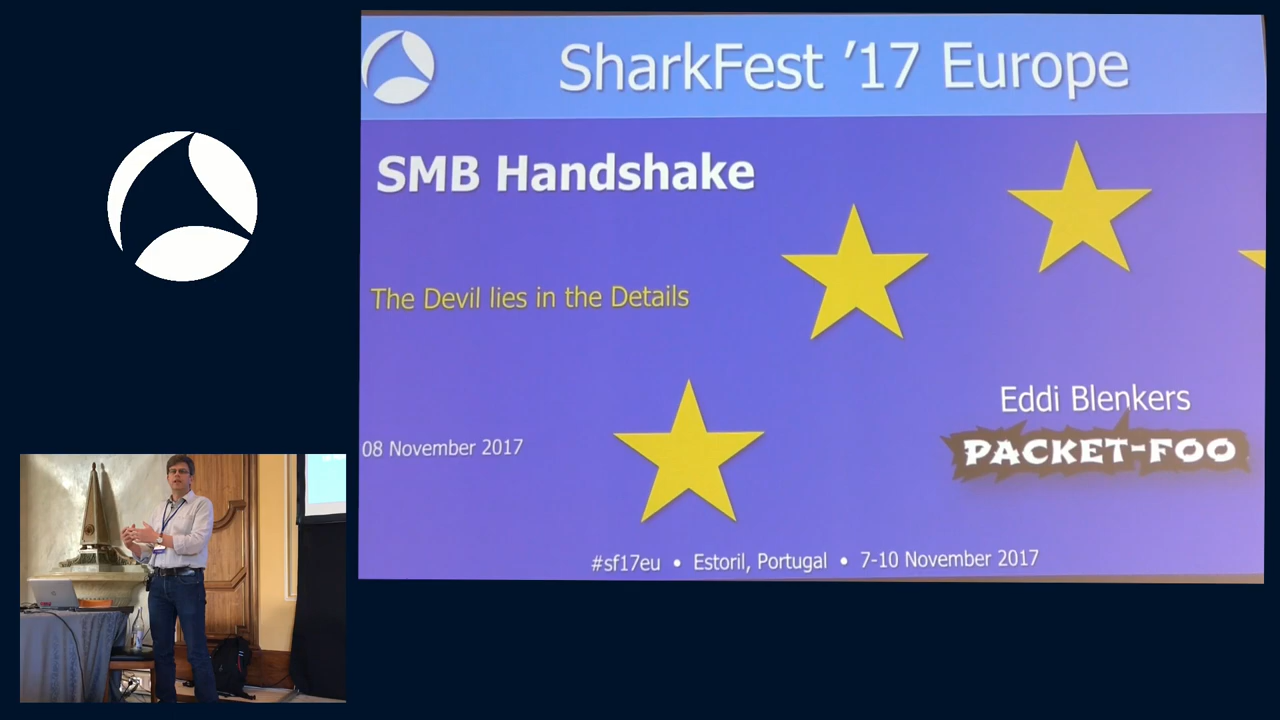 SharkFest '17 Europe
SMB Handshake
The Devil lies in the Details
Eddi Blenkers
PACKET-FOO
08 November 2017
#sf17eu • Estoril, Portugal • 7-10 November 2017